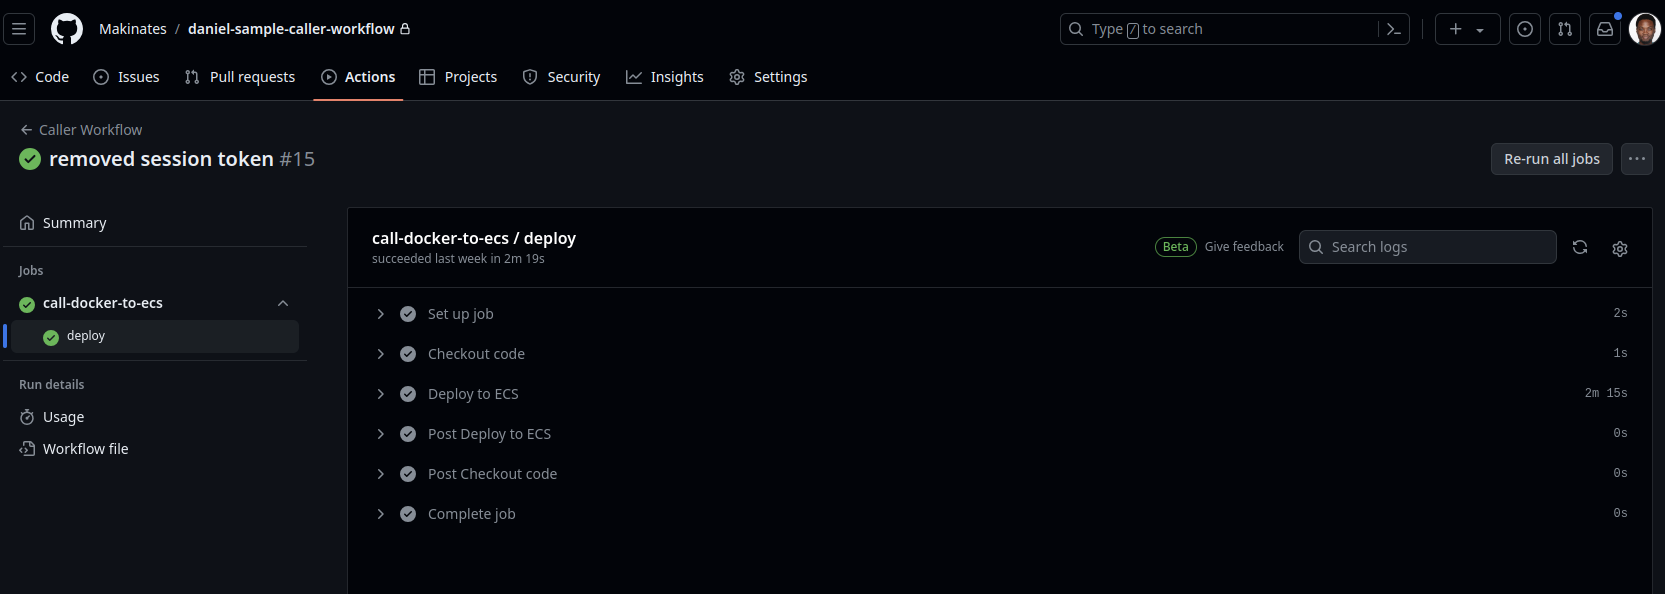 Makinates / daniel-sample-caller-workflow
Type / to search
Code Issues Pull requests Actions Projects Security Insights Settings
Caller Workflow
removed session token #15
Re-run all jobs
Summary
Jobs
call-docker-to-ecs
deploy
Run details
Usage
Workflow file
call-docker-to-ecs / deploy
succeeded last week in 2m 19s
Beta Give feedback
Search logs
Set up job 2s
Checkout code 1s
Deploy to ECS 2m 15s
Post Deploy to ECS 0s
Post Checkout code 0s
Complete job 0s